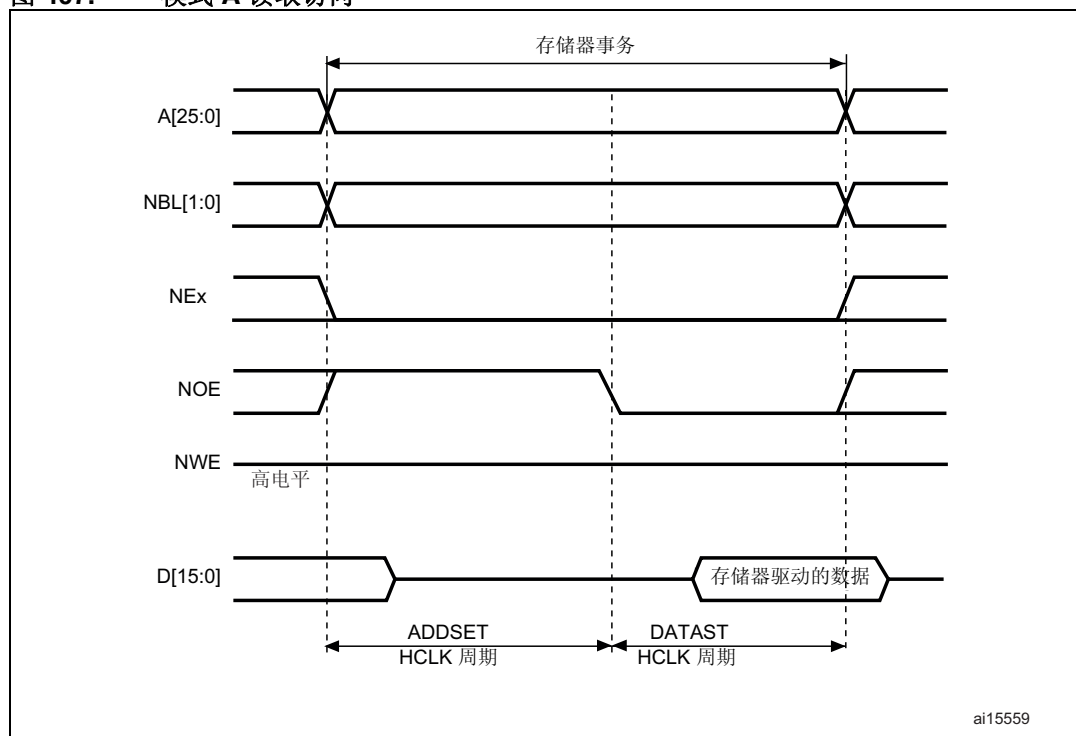 存储器事务
A[25:0]
NBL[1:0]
NEx
NOE
NWE
高电平
D[15:0]
存储器驱动的数据
ADDSET
HCLK 周期
DATAST
HCLK 周期
ai15559